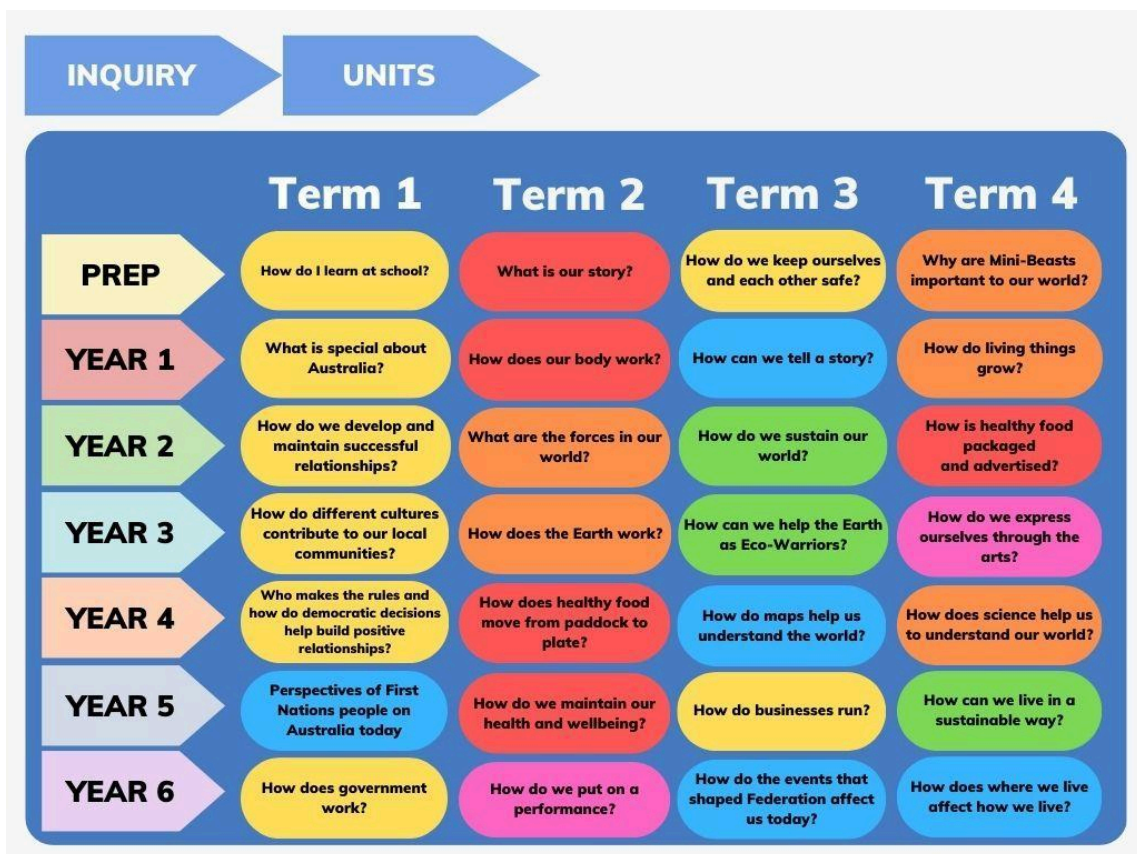 INQUIRY
UNITS
Term 1
Term 2
Term 3
Term 4
PREP
How do I learn at school?
What is our story?
How do we keep ourselves
and each other safe?
Why are Mini-Beasts
important to our world?
YEAR 1
What is special about
Australia?
How does our body work?
How can we tell a story?
How do living things
grow?
YEAR 2
How do we develop and
maintain successful
relationships?
What are the forces in our
world?
How do we sustain our
world?
How is healthy food
packaged
and advertised?
YEAR 3
How do different cultures
contribute to our local
communities?
How does the Earth work?
How can we help the Earth
as Eco-Warriors?
How do we express
ourselves through the
arts?
YEAR 4
Who makes the rules and
how do democratic decisions
help build positive
relationships?
How does healthy food
move from paddock to
plate?
How do maps help us
understand the world?
How does science help us
to understand our world?
YEAR 5
Perspectives of First
Nations people on
Australia today
How do we maintain our
health and wellbeing?
How do businesses run?
How can we live in a
sustainable way?
YEAR 6
How does government
work?
How do we put on a
performance?
How do the events that
shaped Federation affect
us today?
How does where we live
affect how we live?